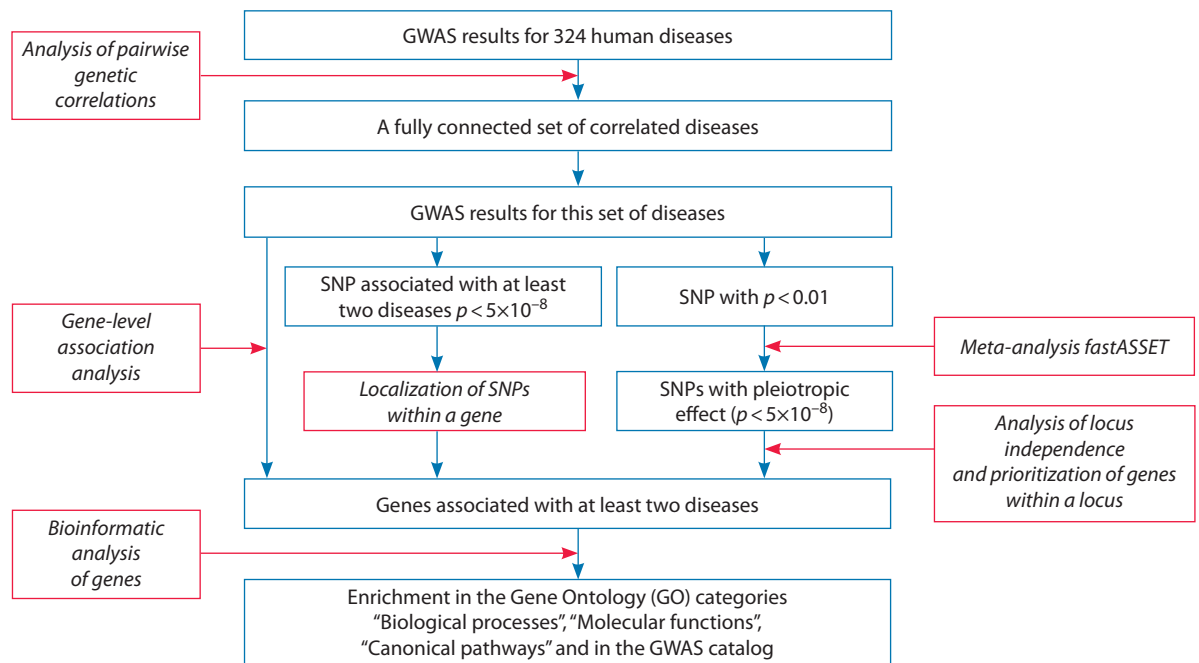 GWAS results for 324 human diseases
Analysis of pairwise
genetic
correlations
A fully connected set of correlated diseases
GWAS results for this set of diseases
SNP associated with at least
two diseases p < 5×10⁻⁸
SNP with p < 0.01
Gene-level
association
analysis
Meta-analysis fastASSET
Localization of SNPs
within a gene
SNPs with pleiotropic
effect (p < 5×10⁻⁸)
Analysis of locus
independence
and prioritization of genes
within a locus
Genes associated with at least two diseases
Bioinformatic
analysis
of genes
Enrichment in the Gene Ontology (GO) categories
“Biological processes”, “Molecular functions”,
“Canonical pathways” and in the GWAS catalog